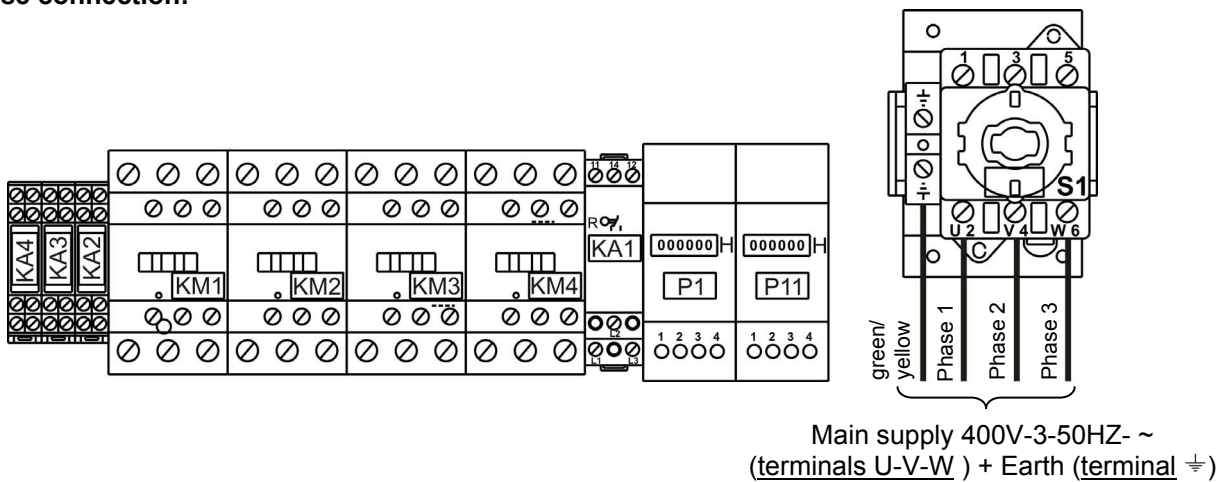 se connection:
1 3 5
S1
U 2 V 4 W 6
11 14 12
R
KA4 KA3 KA2
KM1 KM2 KM3 KM4
KA1
000000 H 000000 H
P1 P11
L2
L1 L3
1 2 3 4 1 2 3 4
green/
yellow
Phase 1
Phase 2
Phase 3
Main supply 400V-3-50HZ- ~
(terminals U-V-W ) + Earth (terminal ⏚)